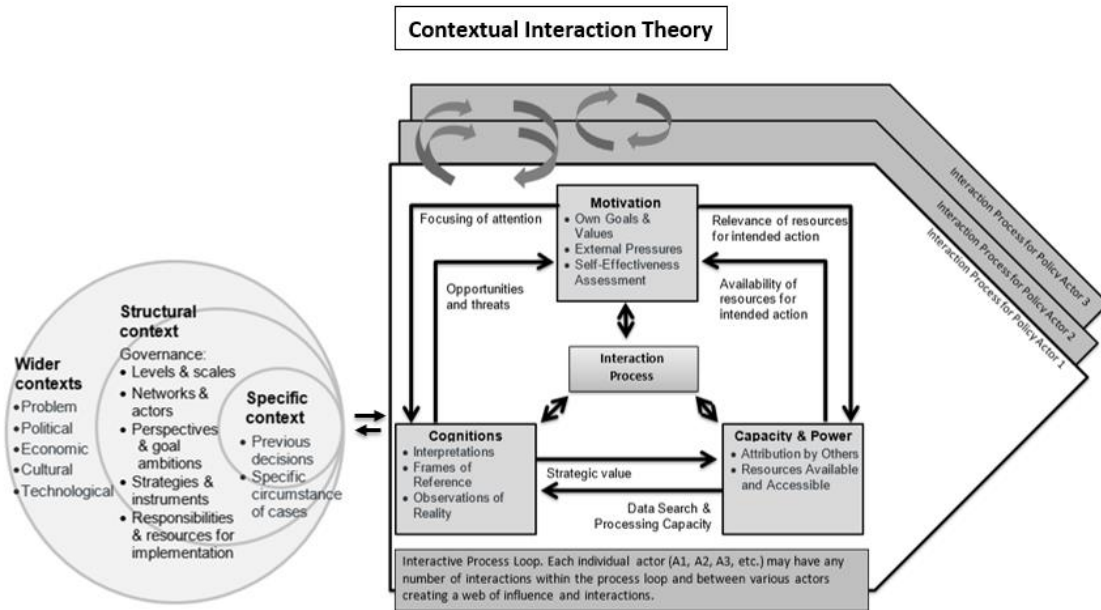 Contextual Interaction Theory
Interaction Process for Policy Actor 3
Interaction Process for Policy Actor 2
Interaction Process for Policy Actor 1
Wider
contexts
•Problem
•Political
•Economic
•Cultural
•Technological
Structural
context
Governance:
• Levels & scales
• Networks &
actors
• Perspectives
& goal
ambitions
• Strategies &
instruments
• Responsibilities
& resources for
implementation
Specific
context
• Previous
decisions
• Specific
circumstance
of cases
Focusing of attention
Opportunities
and threats
Motivation
• Own Goals &
Values
• External Pressures
• Self-Effectiveness
Assessment
Relevance of resources
for intended action
Availability of
resources for
intended action
Interaction
Process
Cognitions
• Interpretations
• Frames of
Reference
• Observations of
Reality
Strategic value
Data Search &
Processing Capacity
Capacity & Power
• Attribution by Others
• Resources Available
and Accessible
Interactive Process Loop. Each individual actor (A1, A2, A3, etc.) may have any
number of interactions within the process loop and between various actors
creating a web of influence and interactions.